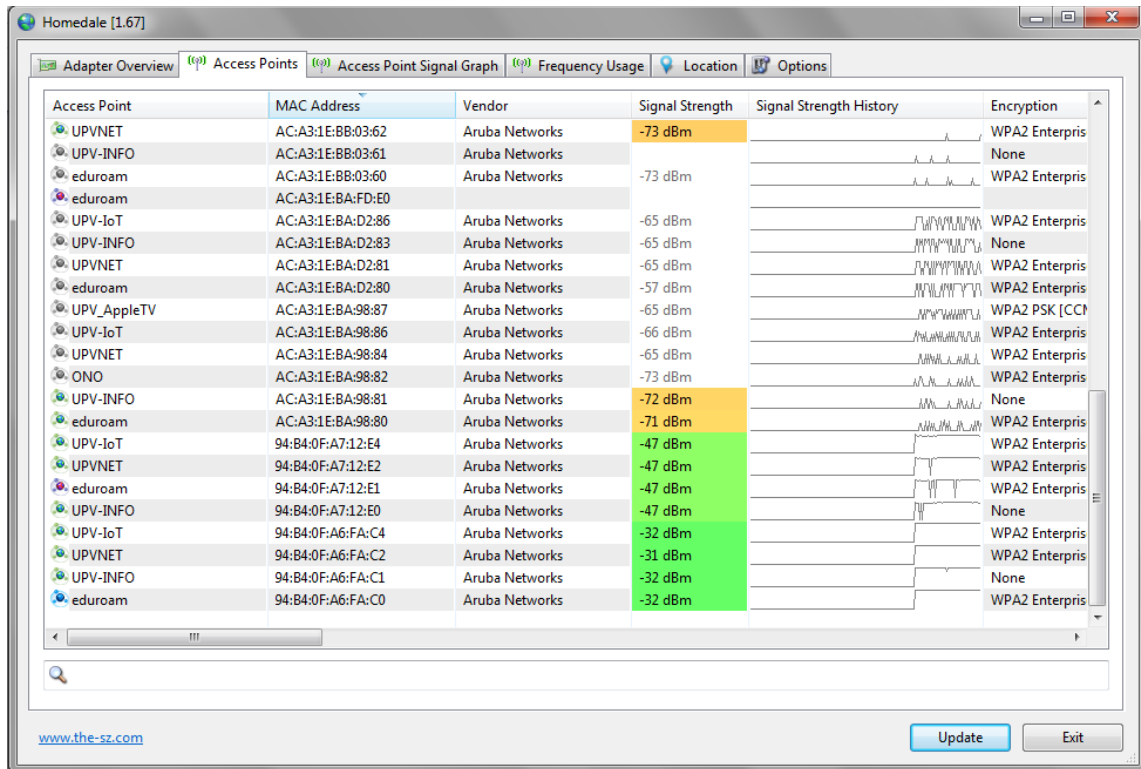 Homedale [1.67]
Adapter Overview Access Points Access Point Signal Graph Frequency Usage Location Options
Access Point MAC Address Vendor Signal Strength Signal Strength History Encryption
UPVNET AC:A3:1E:BB:03:62 Aruba Networks -73 dBm WPA2 Enterpris
UPV-INFO AC:A3:1E:BB:03:61 Aruba Networks None
eduroam AC:A3:1E:BB:03:60 Aruba Networks -73 dBm WPA2 Enterpris
eduroam AC:A3:1E:BA:FD:E0
UPV-IoT AC:A3:1E:BA:D2:86 Aruba Networks -65 dBm WPA2 Enterpris
UPV-INFO AC:A3:1E:BA:D2:83 Aruba Networks -65 dBm None
UPVNET AC:A3:1E:BA:D2:81 Aruba Networks -65 dBm WPA2 Enterpris
eduroam AC:A3:1E:BA:D2:80 Aruba Networks -57 dBm WPA2 Enterpris
UPV_AppleTV AC:A3:1E:BA:98:87 Aruba Networks -65 dBm WPA2 PSK [CCM
UPV-IoT AC:A3:1E:BA:98:86 Aruba Networks -66 dBm WPA2 Enterpris
UPVNET AC:A3:1E:BA:98:84 Aruba Networks -65 dBm WPA2 Enterpris
ONO AC:A3:1E:BA:98:82 Aruba Networks -73 dBm WPA2 Enterpris
UPV-INFO AC:A3:1E:BA:98:81 Aruba Networks -72 dBm None
eduroam AC:A3:1E:BA:98:80 Aruba Networks -71 dBm WPA2 Enterpris
UPV-IoT 94:B4:0F:A7:12:E4 Aruba Networks -47 dBm WPA2 Enterpris
UPVNET 94:B4:0F:A7:12:E2 Aruba Networks -47 dBm WPA2 Enterpris
eduroam 94:B4:0F:A7:12:E1 Aruba Networks -47 dBm WPA2 Enterpris
UPV-INFO 94:B4:0F:A7:12:E0 Aruba Networks -47 dBm None
UPV-IoT 94:B4:0F:A6:FA:C4 Aruba Networks -32 dBm WPA2 Enterpris
UPVNET 94:B4:0F:A6:FA:C2 Aruba Networks -31 dBm WPA2 Enterpris
UPV-INFO 94:B4:0F:A6:FA:C1 Aruba Networks -32 dBm None
eduroam 94:B4:0F:A6:FA:C0 Aruba Networks -32 dBm WPA2 Enterpris
www.the-sz.com Update Exit